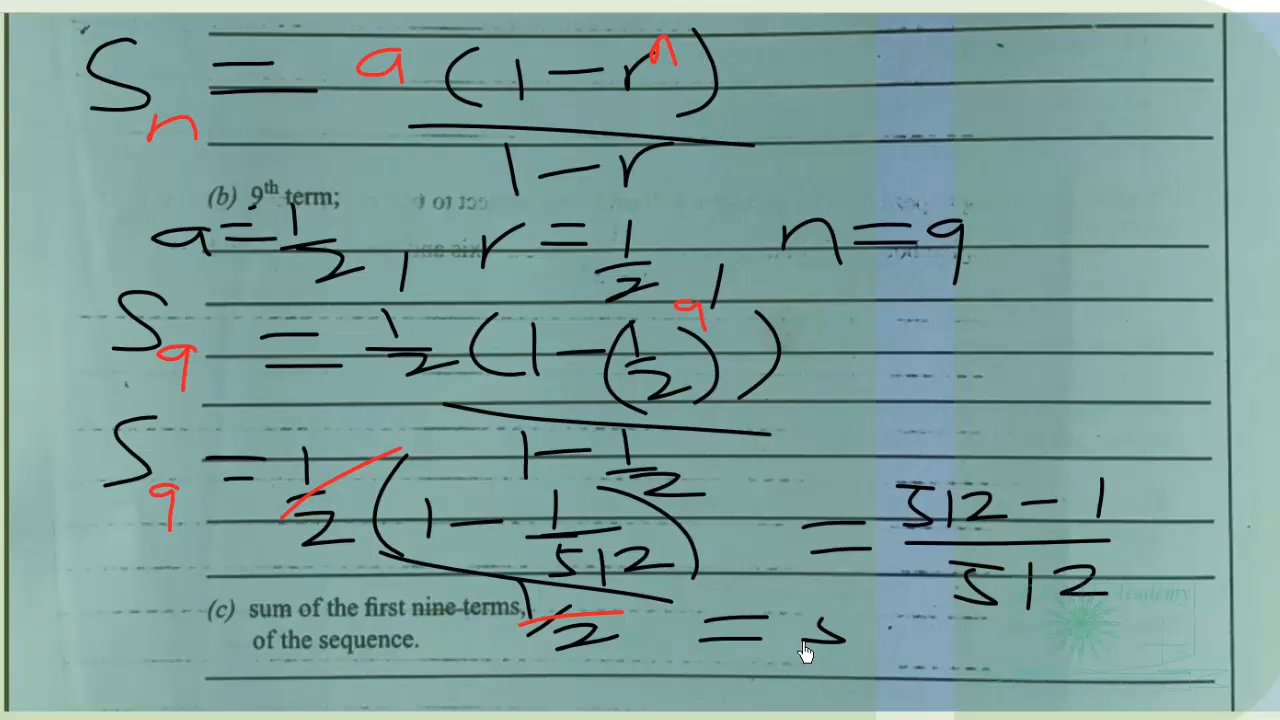 Sn = a(1 - r^n)
1 - r
(b) 9th term;
a = 1/2, r = 1/2, n = 9
S9 = 1/2(1 - (1/2)^9)
1 - 1/2
S9 = 1/2(1 - 1/512) = 512 - 1
1/2 512
(c) sum of the first nine terms, = 5
of the sequence.